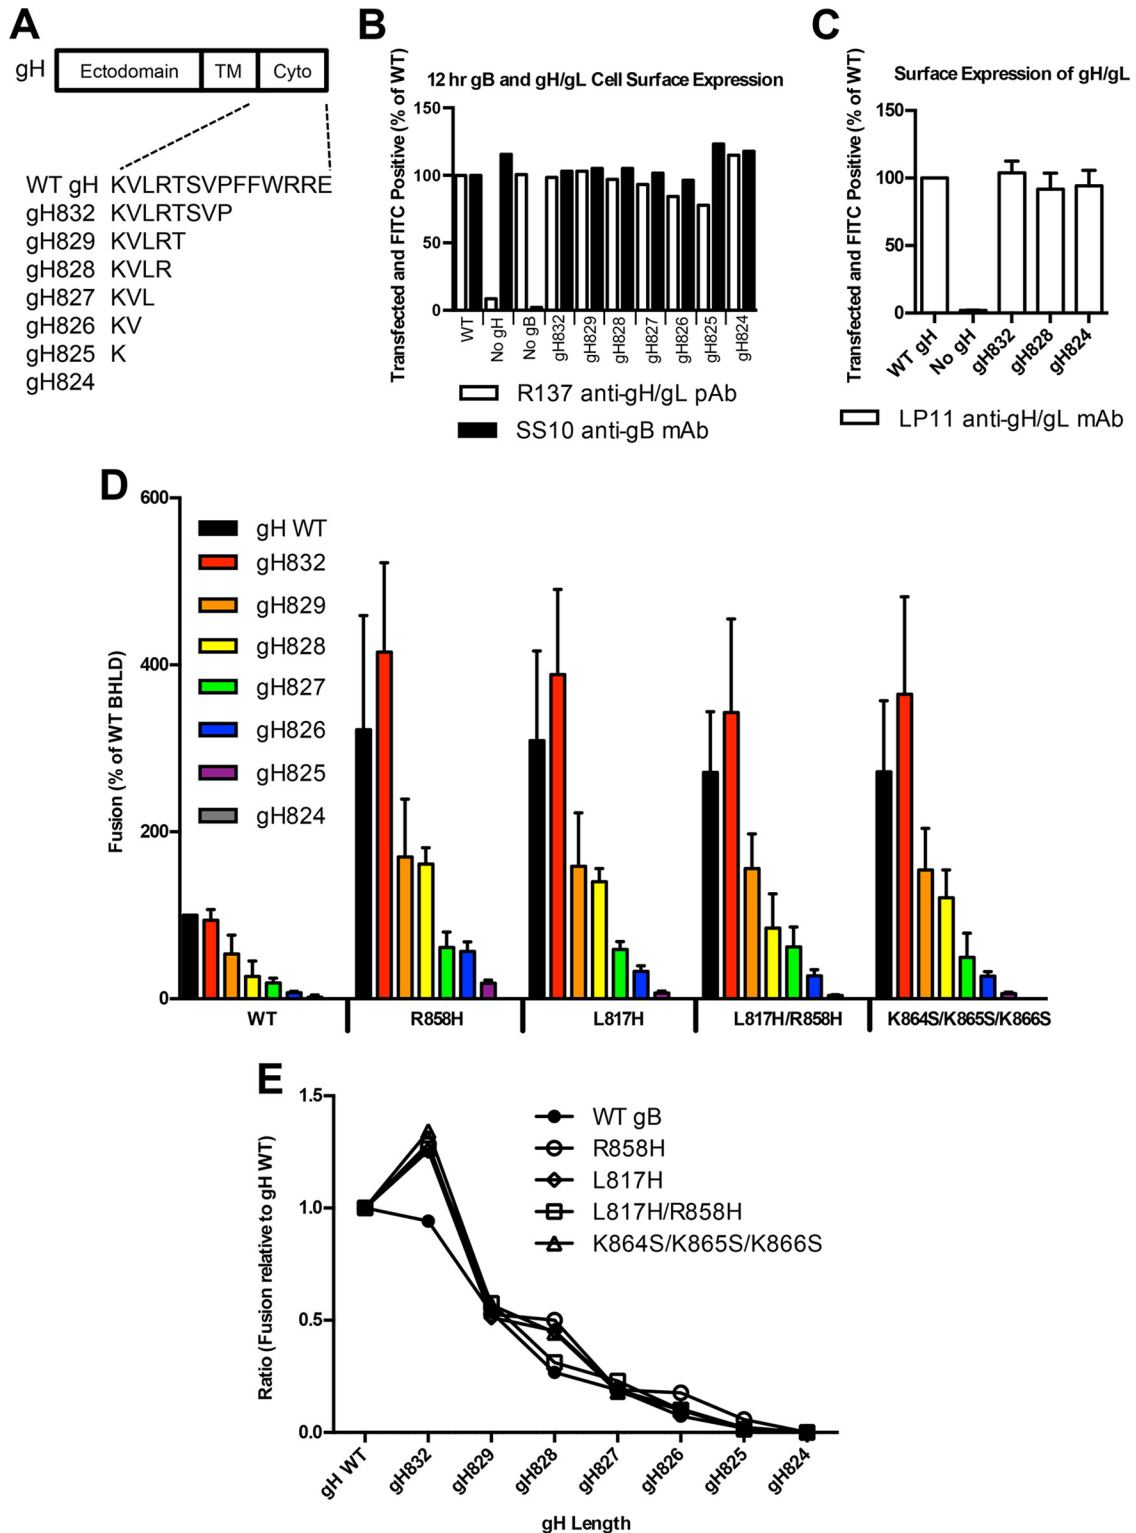 A
gH
Ectodomain
TM
Cyto
WT gH KVLRTSVPFFWRRE
gH832 KVLRTSVP
gH829 KVLRT
gH828 KVLR
gH827 KVL
gH826 KV
gH825 K
gH824
B
12 hr gB and gH/gL Cell Surface Expression
Transfected and FITC Positive (% of WT)
150
100
50
0
WT
No gH
No gB
gH832
gH829
gH828
gH827
gH826
gH825
gH824
R137 anti-gH/gL pAb
SS10 anti-gB mAb
C
Surface Expression of gH/gL
Transfected and FITC Positive (% of WT)
150
100
50
0
WT gH
No gH
gH832
gH828
gH824
LP11 anti-gH/gL mAb
D
Fusion (% of WT BHLD)
600
400
200
0
gH WT
gH832
gH829
gH828
gH827
gH826
gH825
gH824
WT
R858H
L817H
L817H/R858H
K864S/K865S/K866S
E
Ratio (Fusion relative to gH WT)
1.5
1.0
0.5
0.0
WT gB
R858H
L817H
L817H/R858H
K864S/K865S/K866S
gH WT
gH832
gH829
gH828
gH827
gH826
gH825
gH824
gH Length